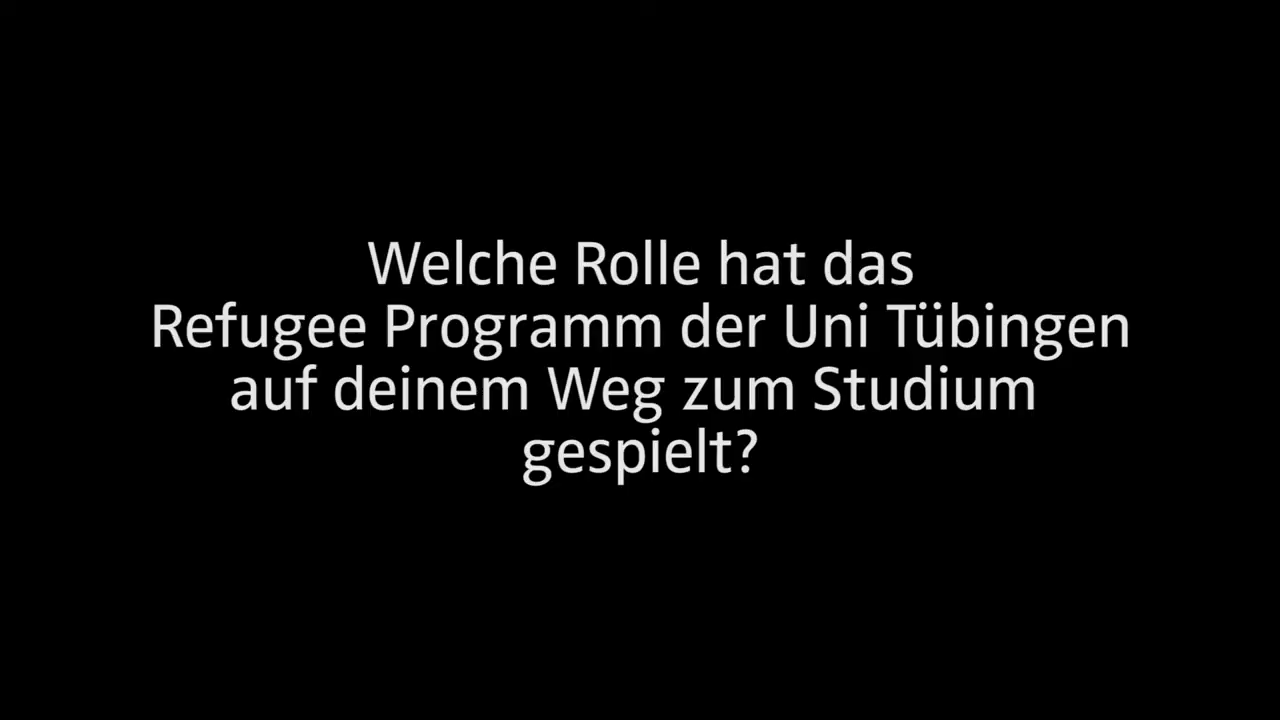 Welche Rolle hat das
Refugee Programm der Uni Tübingen
auf deinem Weg zum Studium
gespielt?